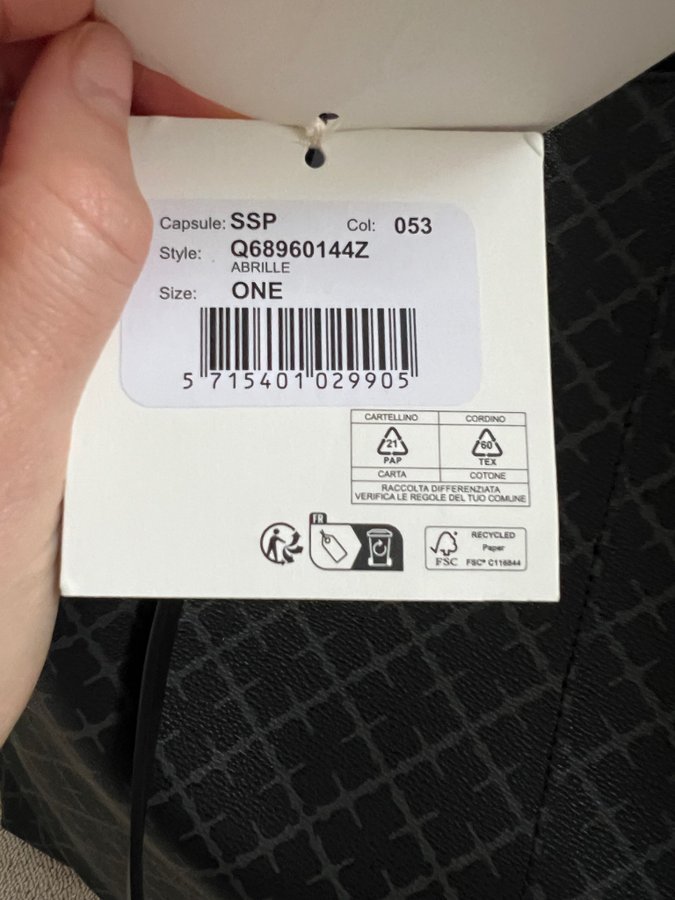 Capsule: SSP Col: 053
Style: Q68960144Z
ABRILLE
Size: ONE
5 715401 029905
CARTELLINO CORDINO
21 60
PAP TEX
CARTA COTONE
RACCOLTA DIFFERENZIATA
VERIFICA LE REGOLE DEL TUO COMUNE
FR
RECYCLED
Paper
FSC FSC® C116844